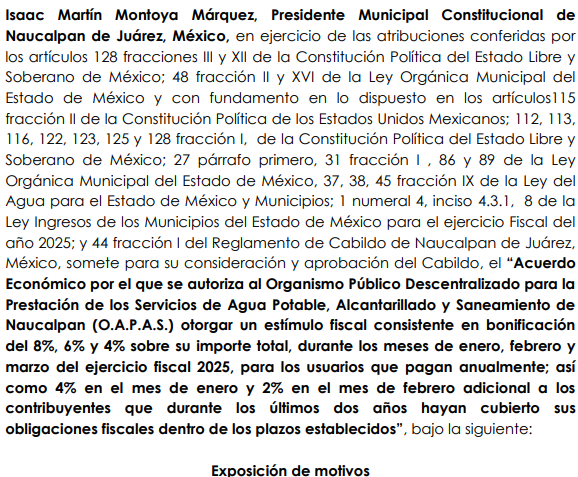 Isaac Martín Montoya Márquez, Presidente Municipal Constitucional de
Naucalpan de Juárez, México, en ejercicio de las atribuciones conferidas por
los artículos 128 fracciones III y XII de la Constitución Política del Estado Libre y
Soberano de México; 48 fracción II y XVI de la Ley Orgánica Municipal del
Estado de México y con fundamento en lo dispuesto en los artículos115
fracción II de la Constitución Política de los Estados Unidos Mexicanos; 112, 113,
116, 122, 123, 125 y 128 fracción I, de la Constitución Política del Estado Libre y
Soberano de México; 27 párrafo primero, 31 fracción I , 86 y 89 de la Ley
Orgánica Municipal del Estado de México, 37, 38, 45 fracción IX de la Ley del
Agua para el Estado de México y Municipios; 1 numeral 4, inciso 4.3.1, 8 de la
Ley Ingresos de los Municipios del Estado de México para el ejercicio Fiscal del
año 2025; y 44 fracción I del Reglamento de Cabildo de Naucalpan de Juárez,
México, somete para su consideración y aprobación del Cabildo, el “Acuerdo
Económico por el que se autoriza al Organismo Público Descentralizado para la
Prestación de los Servicios de Agua Potable, Alcantarillado y Saneamiento de
Naucalpan (O.A.P.A.S.) otorgar un estímulo fiscal consistente en bonificación
del 8%, 6% y 4% sobre su importe total, durante los meses de enero, febrero y
marzo del ejercicio fiscal 2025, para los usuarios que pagan anualmente; así
como 4% en el mes de enero y 2% en el mes de febrero adicional a los
contribuyentes que durante los últimos dos años hayan cubierto sus
obligaciones fiscales dentro de los plazos establecidos”, bajo la siguiente:
Exposición de motivos